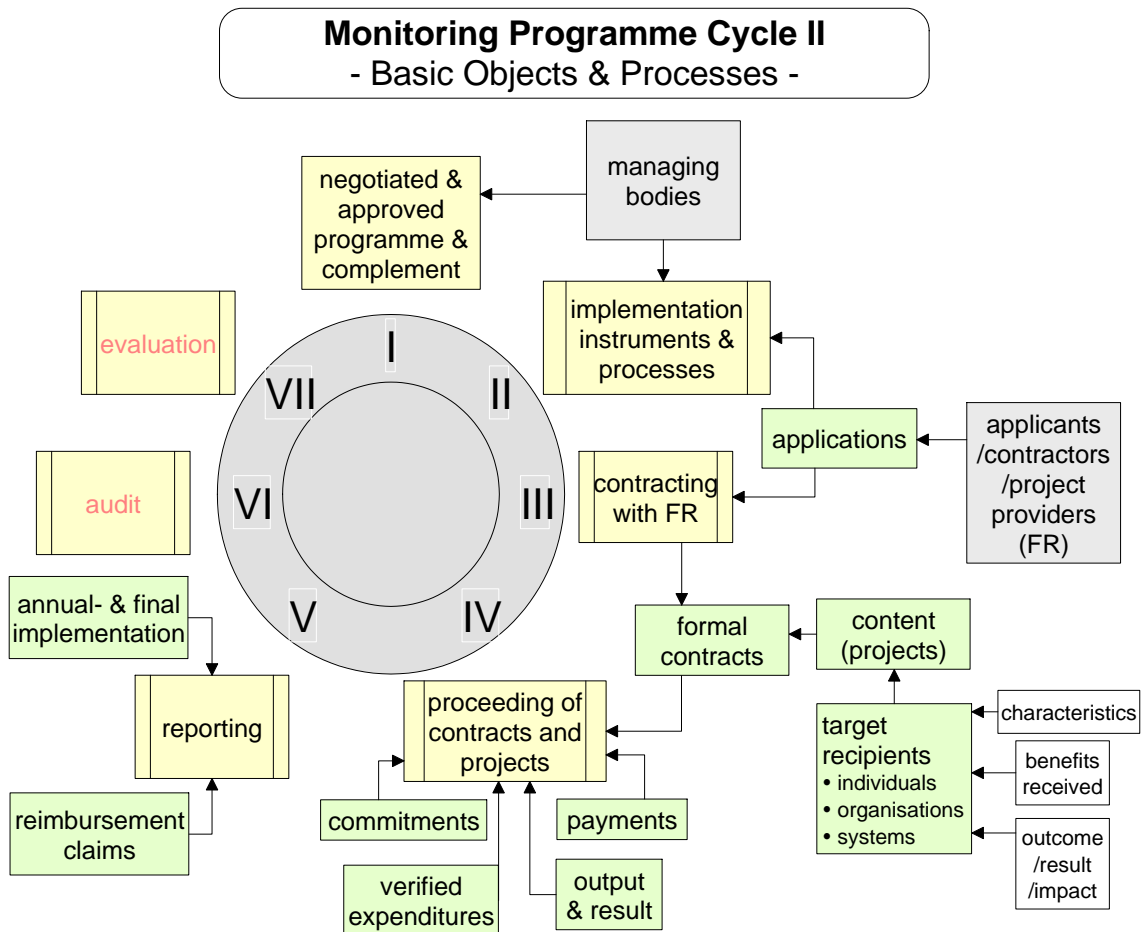 Monitoring Programme Cycle II
- Basic Objects & Processes -
managing
bodies
negotiated &
approved
programme &
complement
implementation
instruments &
processes
evaluation
I
II
III
IV
V
VI
VII
applications
applicants
/contractors
/project
providers
(FR)
contracting
with FR
audit
annual- & final
implementation
formal
contracts
content
(projects)
reporting
proceeding of
contracts and
projects
target
recipients
• individuals
• organisations
• systems
characteristics
benefits
received
outcome
/result
/impact
reimbursement
claims
commitments
payments
verified
expenditures
output
& result